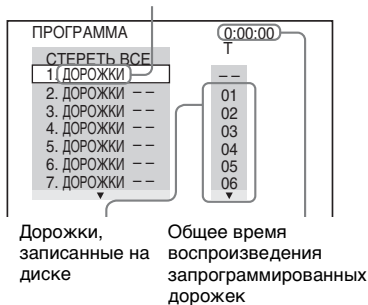 ПРОГРАММА 0:00:00
T
СТЕРЕТЬ ВСЕ
1. ДОРОЖКИ – –
2. ДОРОЖКИ – – 01
3. ДОРОЖКИ – – 02
4. ДОРОЖКИ – – 03
5. ДОРОЖКИ – – 04
6. ДОРОЖКИ – – 05
7. ДОРОЖКИ – – 06
Дорожки,
записанные на
диске
Общее время
воспроизведения
запрограммированных
дорожек